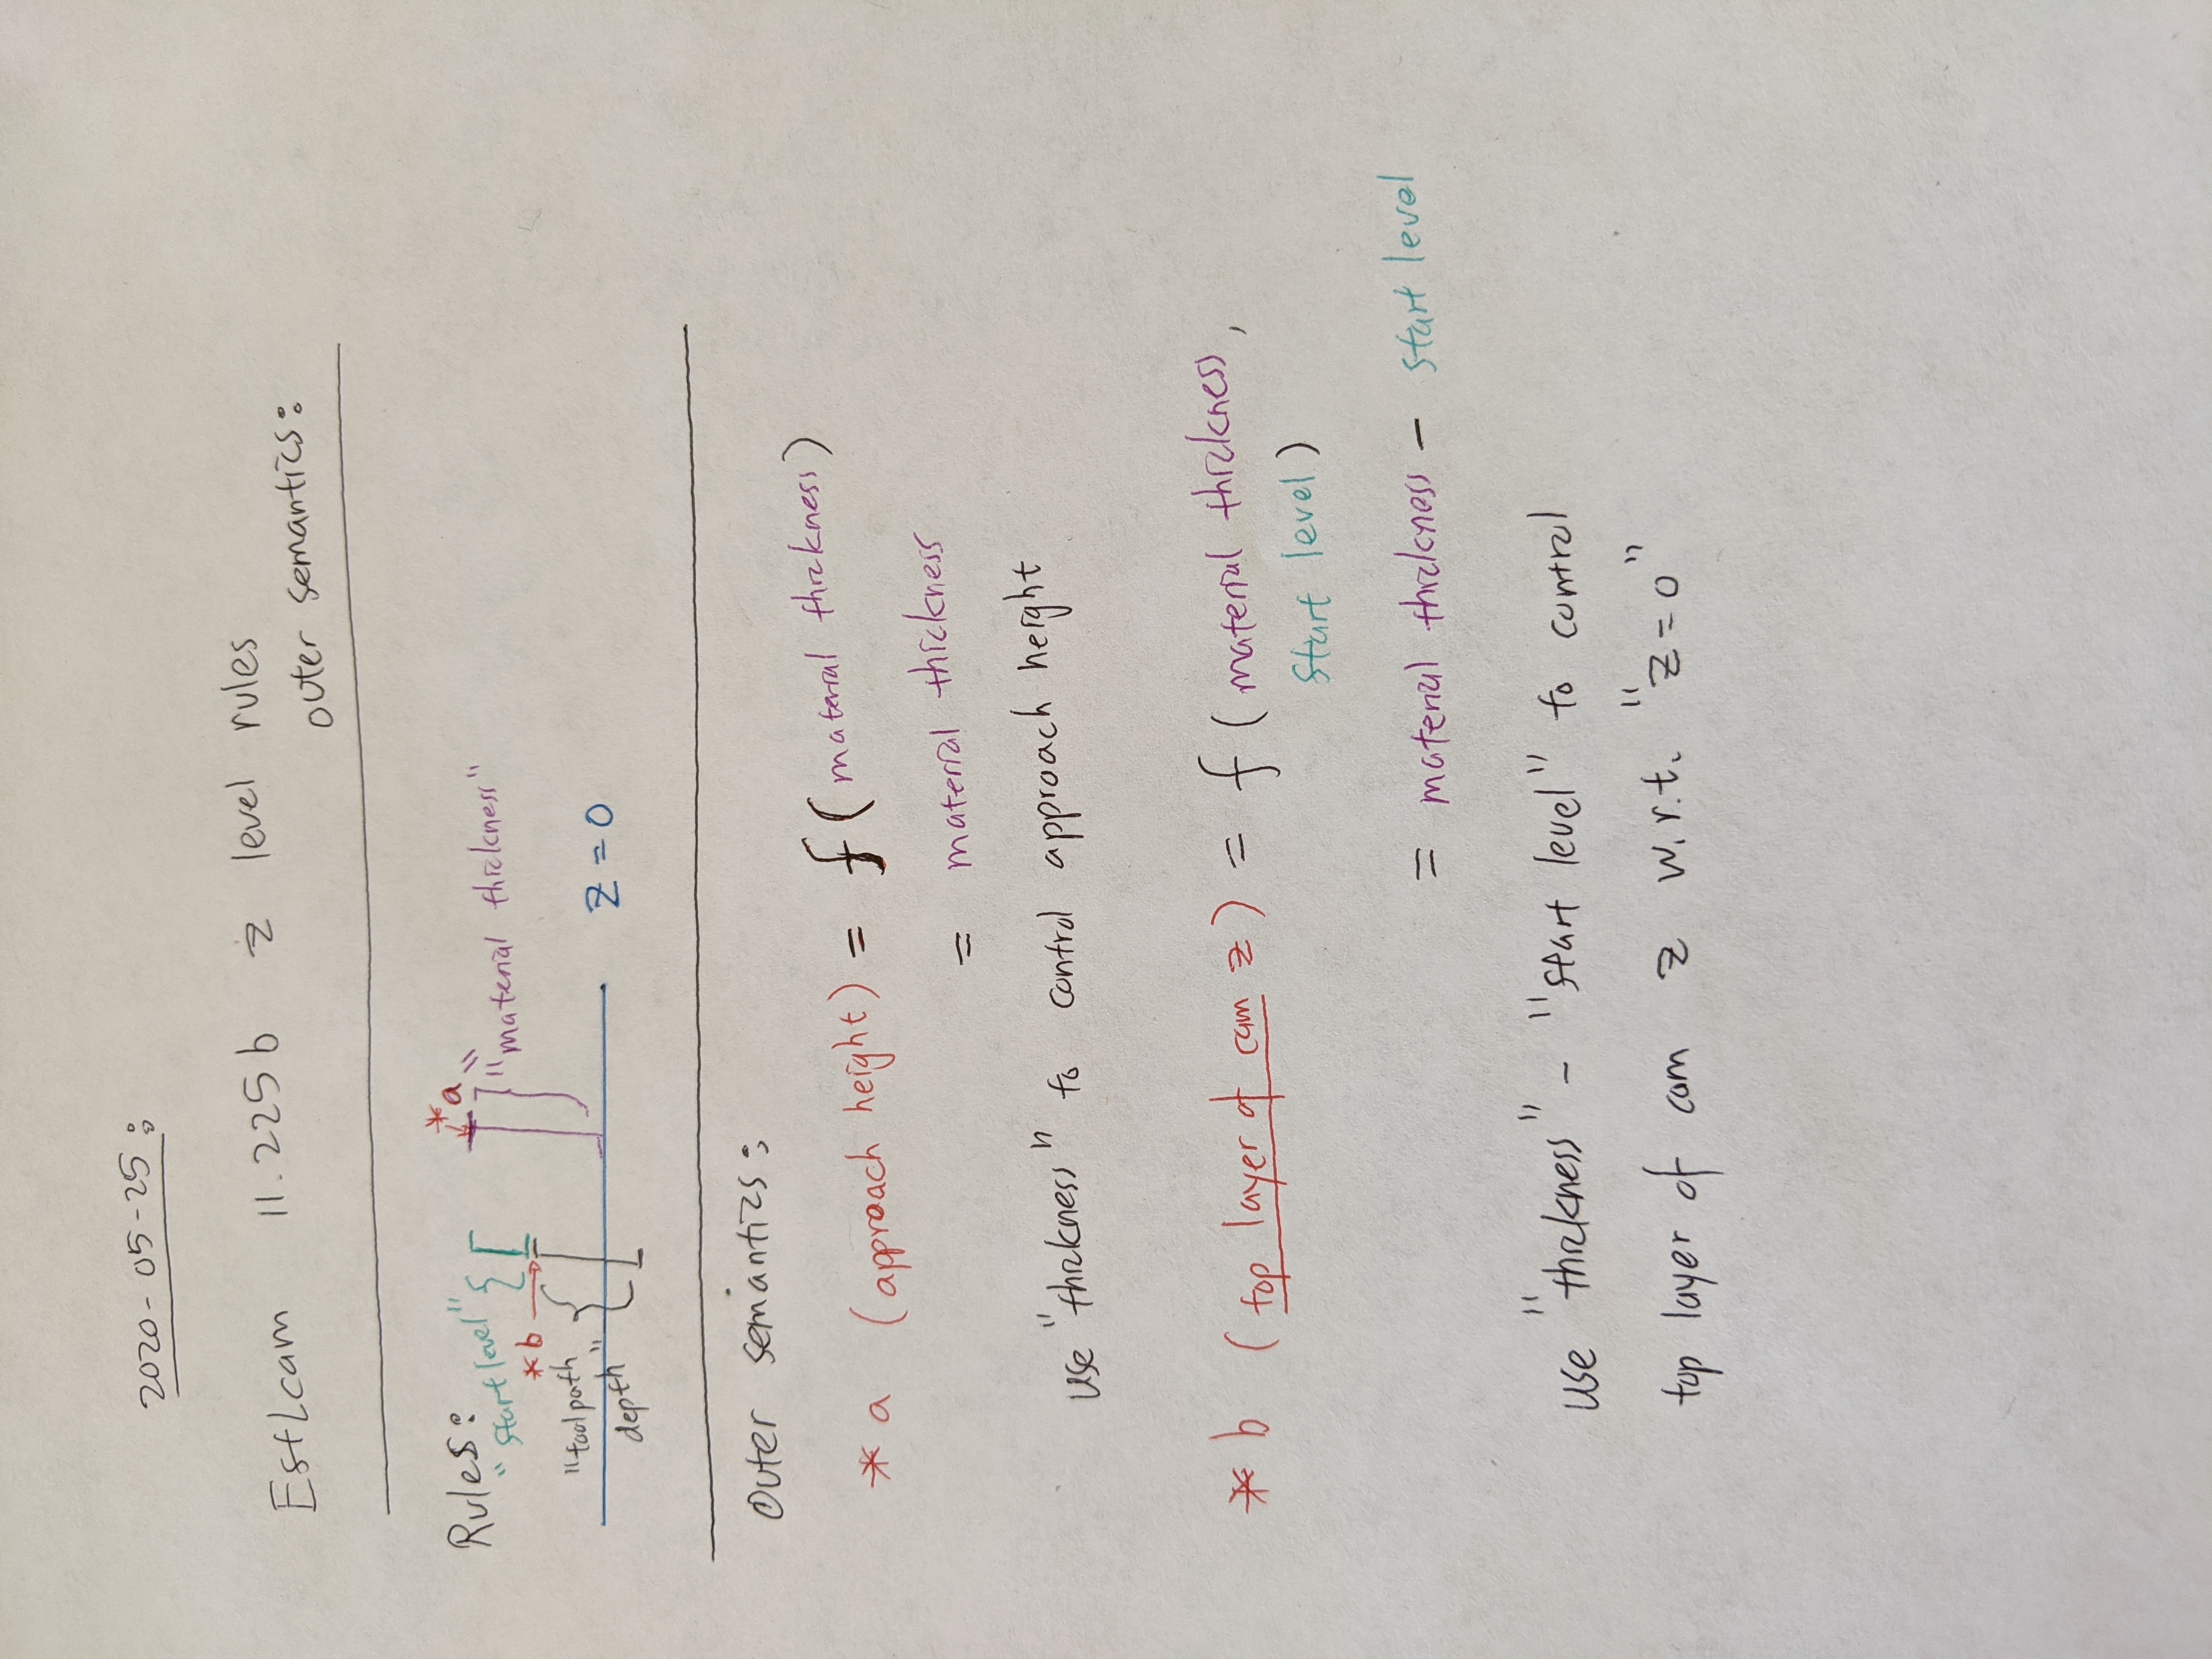 2020-05-25:
EstLcam 11.225b z level rules
outer semantics:
Rules:
"start level"
*a
"material thickness"
*b
"toolpath
depth"
z=0
Outer semantics:
*a (approach height) = f(material thickness)
= material thickness
use "thickness" to control approach height
*b (top layer of cam z) = f(material thickness,
start level)
= material thickness - start level
use "thickness" - "start level" to control
top layer of cam z w.r.t. "z=0"